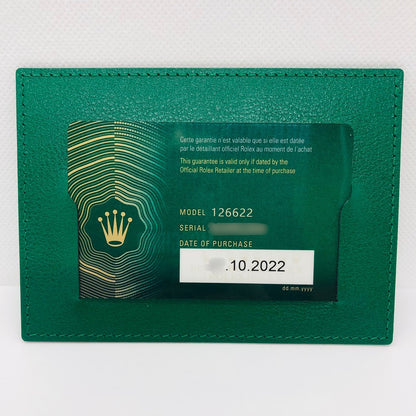 Cette garantie n'est valable que si elle est datée
par le détaillant officiel Rolex au moment de l'achat
This guarantee is valid only if dated by the
Official Rolex Retailer at the time of purchase
MODEL 126622
SERIAL
DATE OF PURCHASE
.10.2022
dd.mm.yyyy